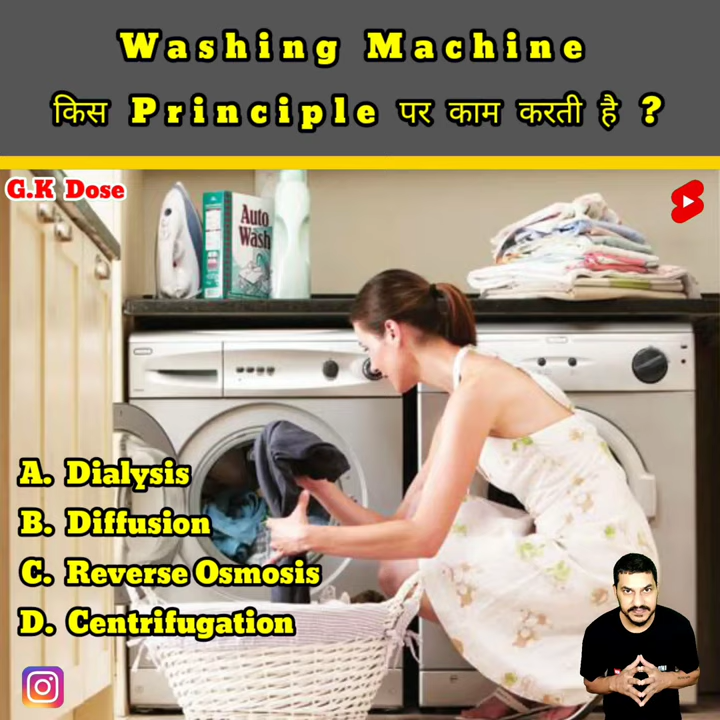 Washing Machine
किस Principle पर काम करती है ?
G.K Dose
Auto
Wash
A. Dialysis
B. Diffusion
C. Reverse Osmosis
D. Centrifugation